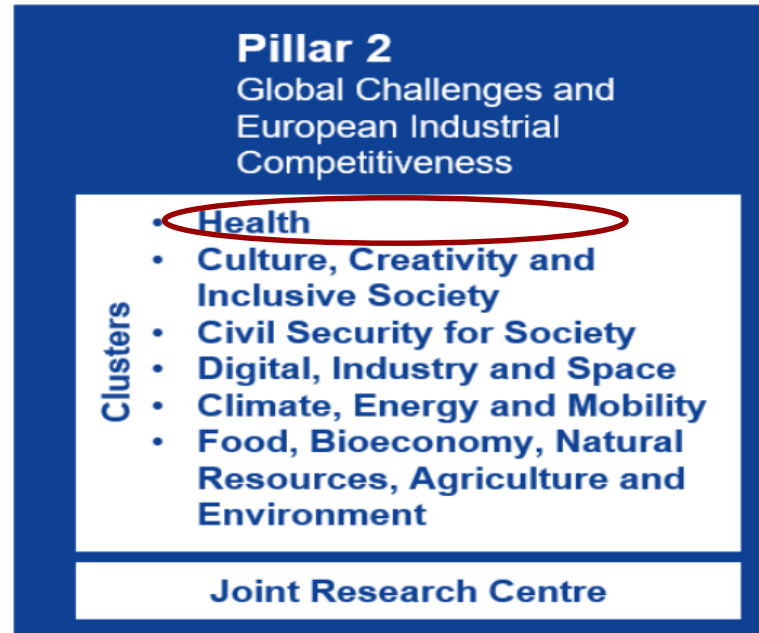 Pillar 2
Global Challenges and
European Industrial
Competitiveness
Clusters
• Health
• Culture, Creativity and
Inclusive Society
• Civil Security for Society
• Digital, Industry and Space
• Climate, Energy and Mobility
• Food, Bioeconomy, Natural
Resources, Agriculture and
Environment
Joint Research Centre